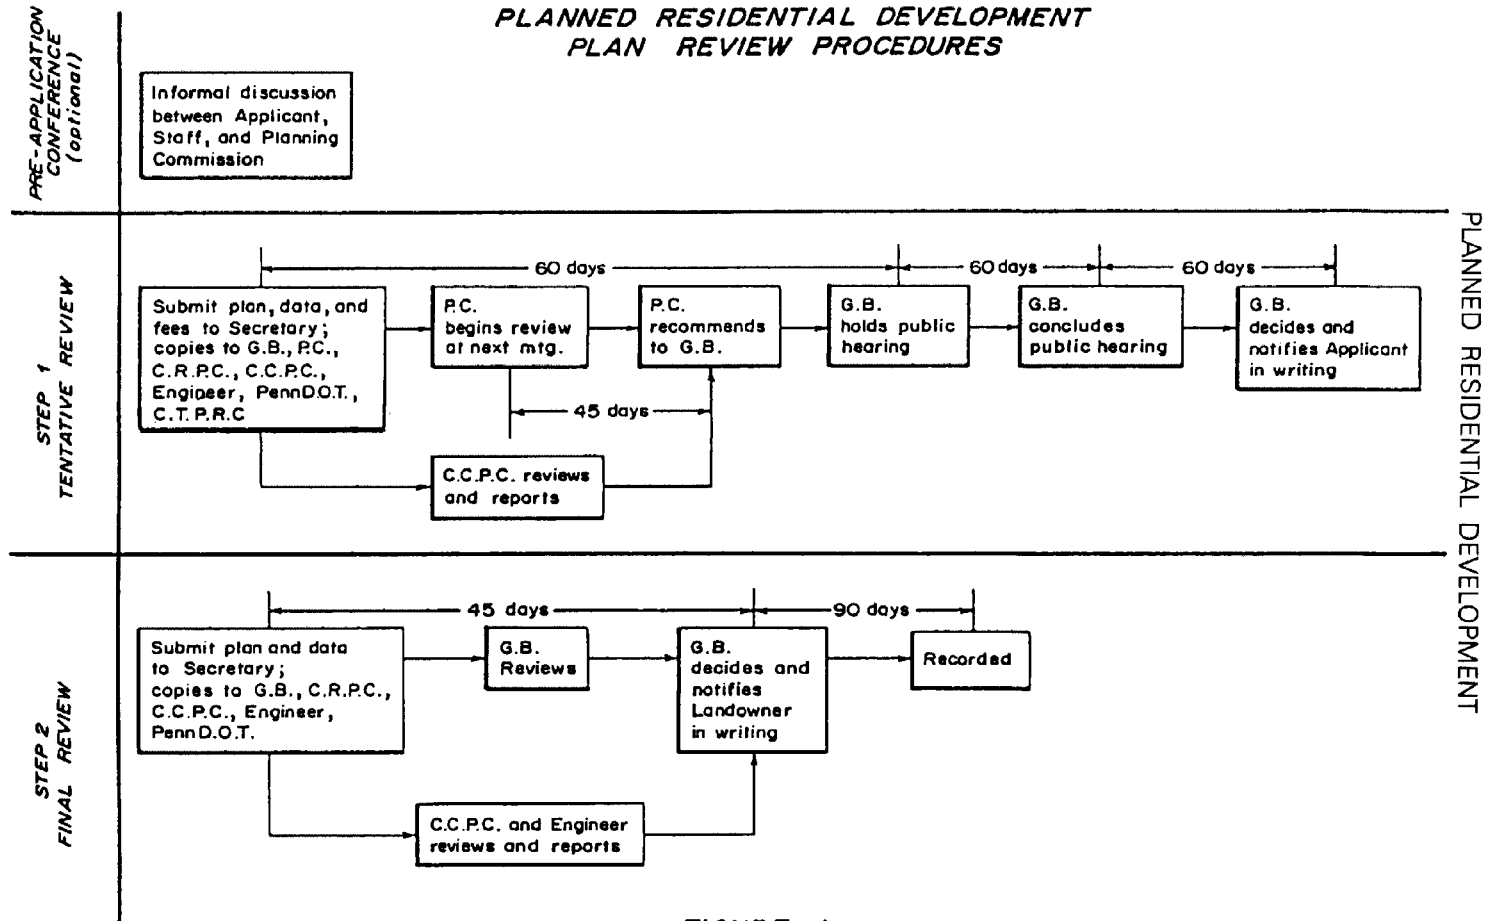 PLANNED RESIDENTIAL DEVELOPMENT
PLAN REVIEW PROCEDURES
PRE-APPLICATION
CONFERENCE
(optional)
Informal discussion
between Applicant,
Staff, and Planning
Commission
STEP 1
TENTATIVE REVIEW
60 days
60 days
60 days
Submit plan, data, and
fees to Secretary;
copies to G.B., P.C.,
C.R.P.C., C.C.P.C.,
Engineer, PennD.O.T.,
C.T.P.R.C
P.C.
begins review
at next mtg.
P.C.
recommends
to G.B.
G.B.
holds public
hearing
G.B.
concludes
public hearing
G.B.
decides and
notifies Applicant
in writing
45 days
C.C.P.C. reviews
and reports
STEP 2
FINAL REVIEW
45 days
90 days
Submit plan and data
to Secretary;
copies to G.B., C.R.P.C.,
C.C.P.C., Engineer,
PennD.O.T.
G.B.
Reviews
G.B.
decides and
notifies
Landowner
in writing
Recorded
C.C.P.C. and Engineer
reviews and reports
PLANNED RESIDENTIAL DEVELOPMENT